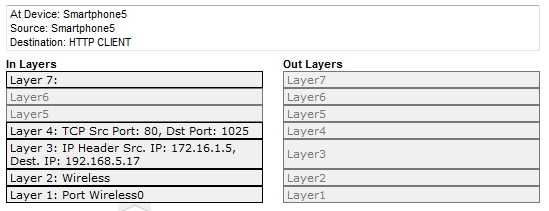 At Device: Smartphone5
Source: Smartphone5
Destination: HTTP CLIENT
In Layers
Layer 7:
Layer6
Layer5
Layer 4: TCP Src Port: 80, Dst Port: 1025
Layer 3: IP Header Src. IP: 172.16.1.5,
Dest. IP: 192.168.5.17
Layer 2: Wireless
Layer 1: Port Wireless0
Out Layers
Layer7
Layer6
Layer5
Layer4
Layer3
Layer2
Layer1